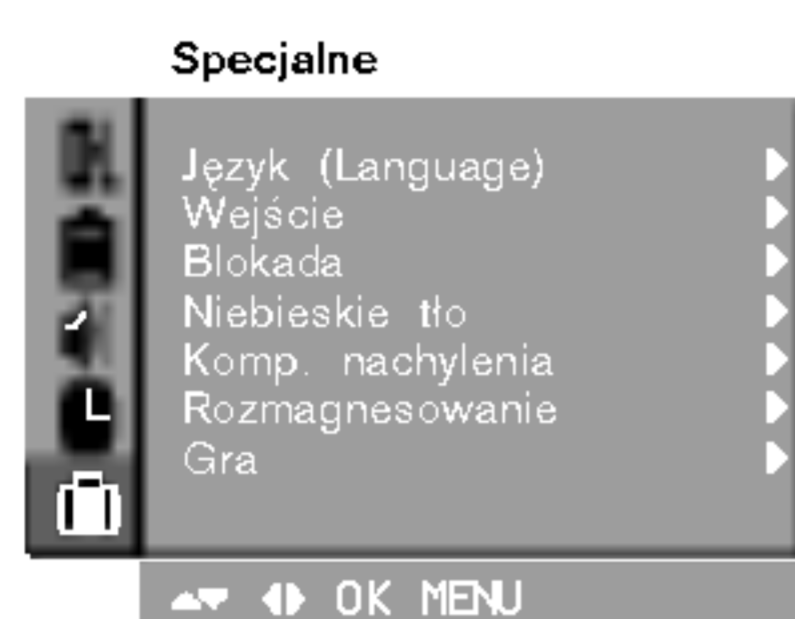 Specjalne
Język (Language)
Wejście
Blokada
Niebieskie tło
Komp. nachylenia
Rozmagnesowanie
Gra
OK MENU